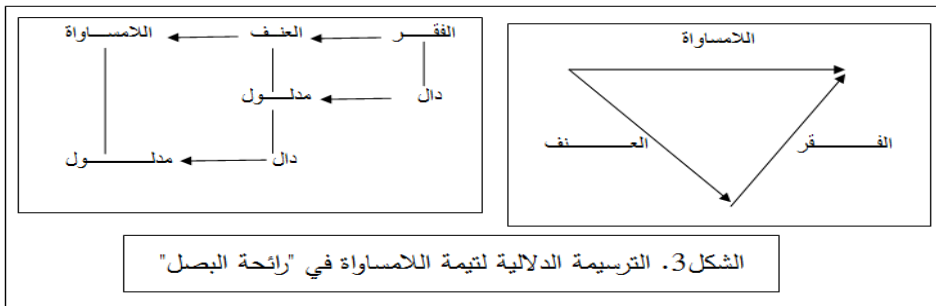 اللامساواة
الفقر
العنف
الفقر
العنف
اللامساواة
دال
مدلول
دال
مدلول
الشكل3. الترسيمة الدلالية لتيمة اللامساواة في "رائحة البصل"